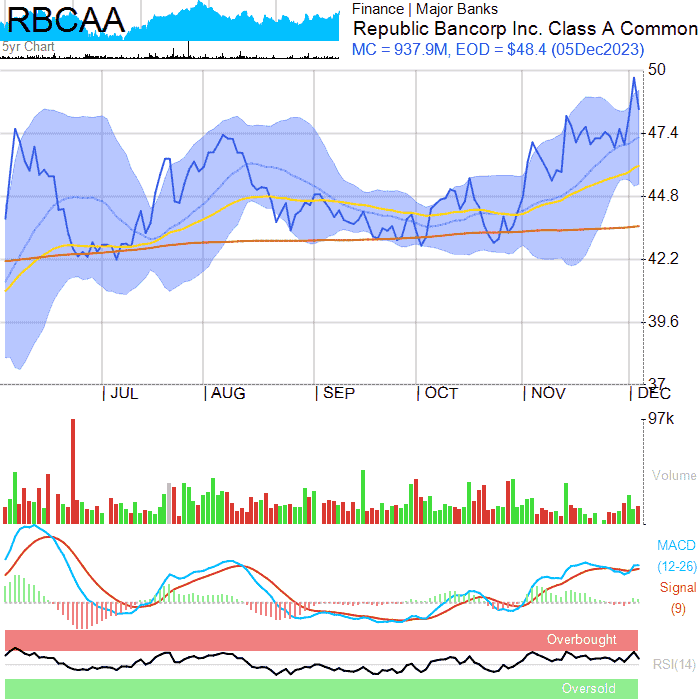 RBCAA
5yr Chart
Finance | Major Banks
Republic Bancorp Inc. Class A Common
MC = 937.9M, EOD = $48.4 (05Dec2023)
50
47.4
44.8
42.2
39.6
37
| JUL | AUG | SEP | OCT | NOV | DEC
97k
Volume
MACD
(12-26)
Signal
(9)
Overbought
RSI(14)
Oversold